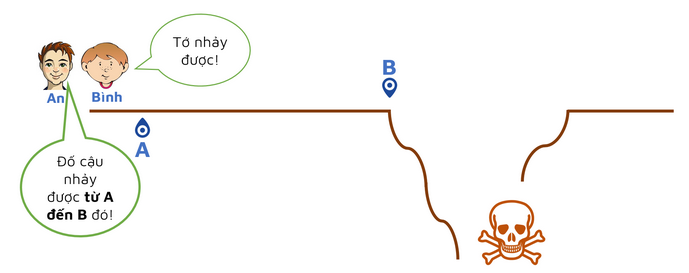 Tớ nhảy
được!
An
Bình
B
A
Đố cậu
nhảy
được từ A
đến B đó!